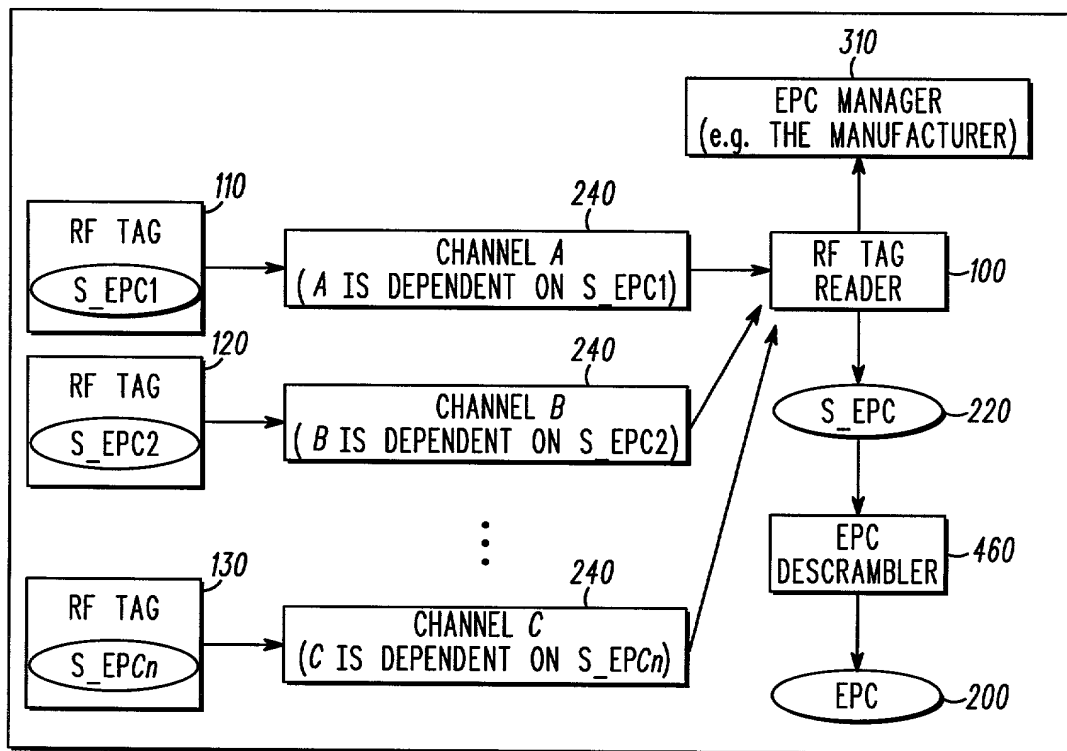 310
EPC MANAGER
(e.g. THE MANUFACTURER)
110
RF TAG
S_EPC1
240
CHANNEL A
(A IS DEPENDENT ON S_EPC1)
RF TAG
READER
100
120
RF TAG
S_EPC2
240
CHANNEL B
(B IS DEPENDENT ON S_EPC2)
S_EPC
220
130
RF TAG
S_EPCn
240
CHANNEL C
(C IS DEPENDENT ON S_EPCn)
EPC
DESCRAMBLER
460
EPC
200